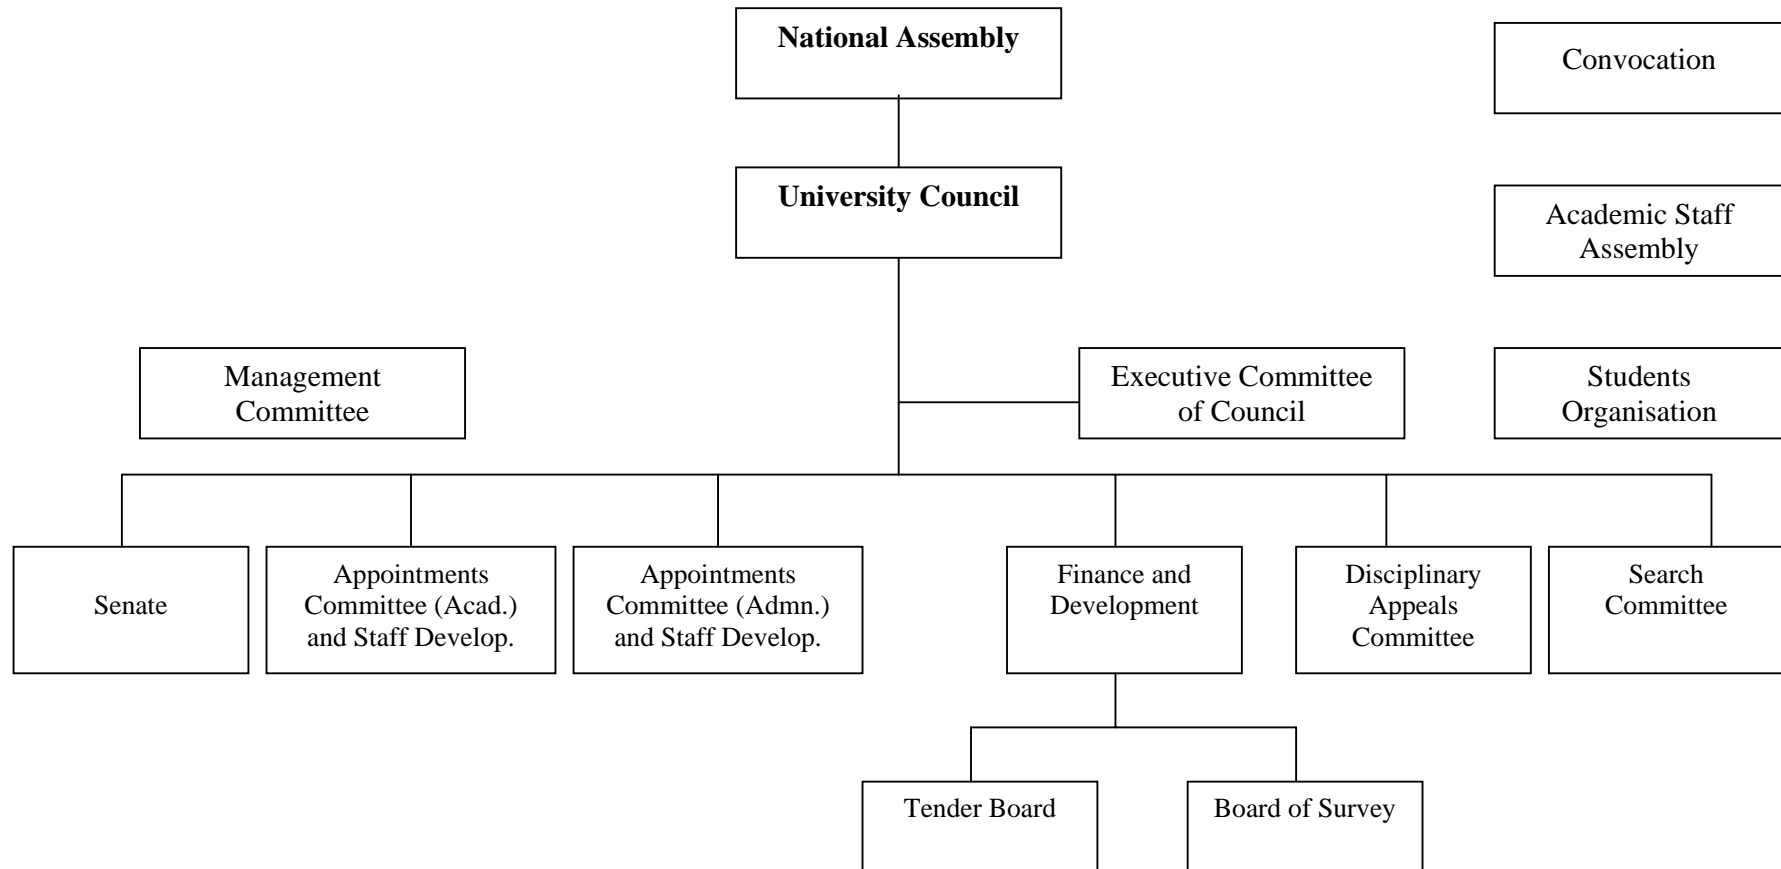 National Assembly
Convocation
University Council
Academic Staff
Assembly
Management
Committee
Executive Committee
of Council
Students
Organisation
Senate
Appointments
Committee (Acad.)
and Staff Develop.
Appointments
Committee (Admn.)
and Staff Develop.
Finance and
Development
Disciplinary
Appeals
Committee
Search
Committee
Tender Board
Board of Survey